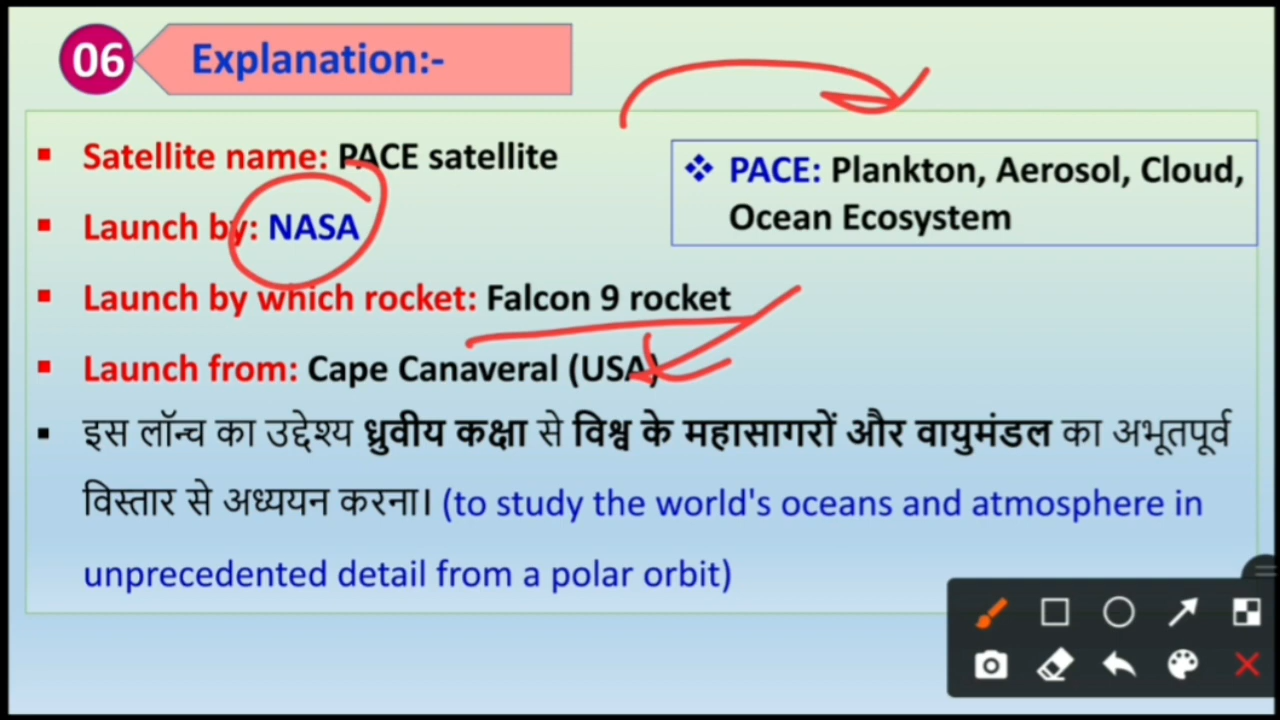 06 Explanation:-
Satellite name: PACE satellite
Launch by: NASA
Launch by which rocket: Falcon 9 rocket
Launch from: Cape Canaveral (USA)
PACE: Plankton, Aerosol, Cloud,
Ocean Ecosystem
इस लॉन्च का उद्देश्य ध्रुवीय कक्षा से विश्व के महासागरों और वायुमंडल का अभूतपूर्व
विस्तार से अध्ययन करना। (to study the world's oceans and atmosphere in
unprecedented detail from a polar orbit)